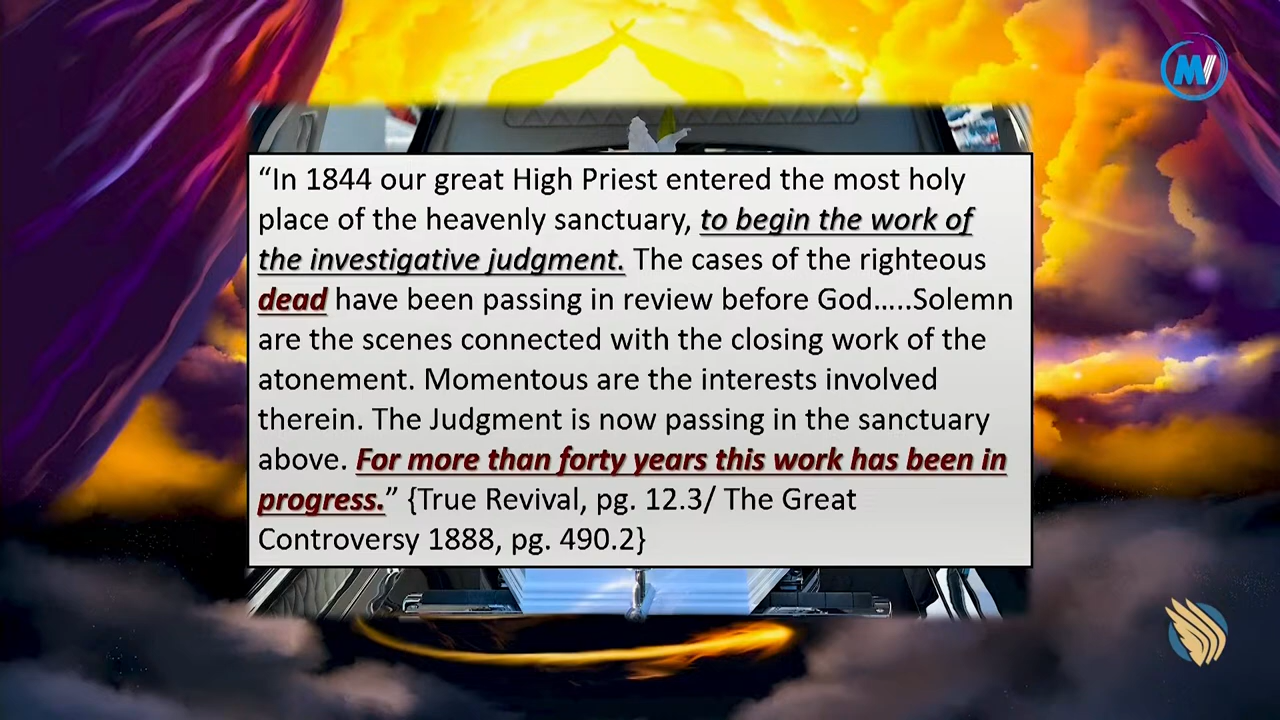 “In 1844 our great High Priest entered the most holy
place of the heavenly sanctuary, to begin the work of
the investigative judgment. The cases of the righteous
dead have been passing in review before God.....Solemn
are the scenes connected with the closing work of the
atonement. Momentous are the interests involved
therein. The Judgment is now passing in the sanctuary
above. For more than forty years this work has been in
progress.” {True Revival, pg. 12.3/ The Great
Controversy 1888, pg. 490.2}